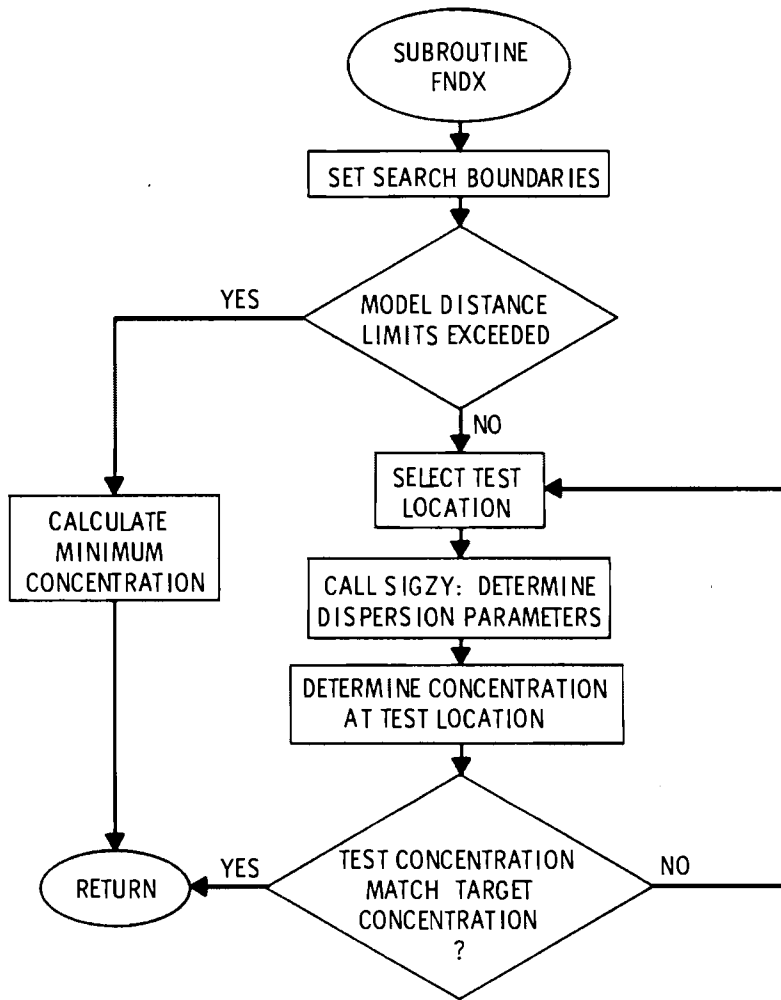 SUBROUTINE
FNDX
SET SEARCH BOUNDARIES
YES
MODEL DISTANCE
LIMITS EXCEEDED
NO
SELECT TEST
LOCATION
CALCULATE
MINIMUM
CONCENTRATION
CALL SIGZY: DETERMINE
DISPERSION PARAMETERS
DETERMINE CONCENTRATION
AT TEST LOCATION
RETURN
YES
TEST CONCENTRATION
MATCH TARGET
CONCENTRATION
?
NO